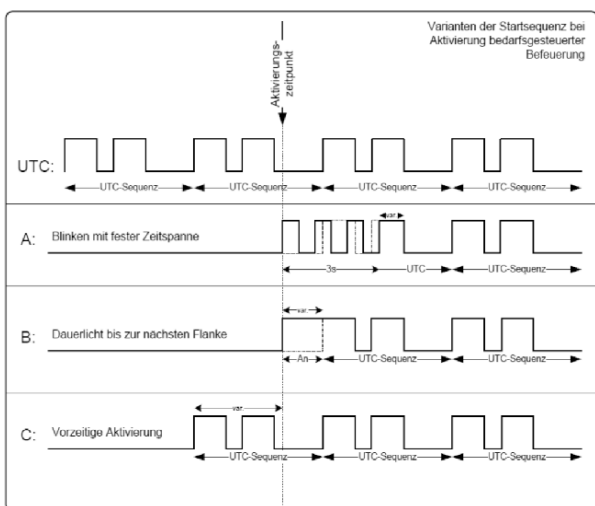 Varianten der Startsequenz bei
Aktivierung bedarfsgesteuerter
Befeuerung
Aktivierungs-
zeitpunkt
UTC:
UTC-Sequenz UTC-Sequenz UTC-Sequenz UTC-Sequenz
A: Blinken mit fester Zeitspanne
var.
3s UTC UTC-Sequenz
B: Dauerlicht bis zur nächsten Flanke
var.
An UTC-Sequenz UTC-Sequenz
C: Vorzeitige Aktivierung
var.
UTC-Sequenz UTC-Sequenz UTC-Sequenz